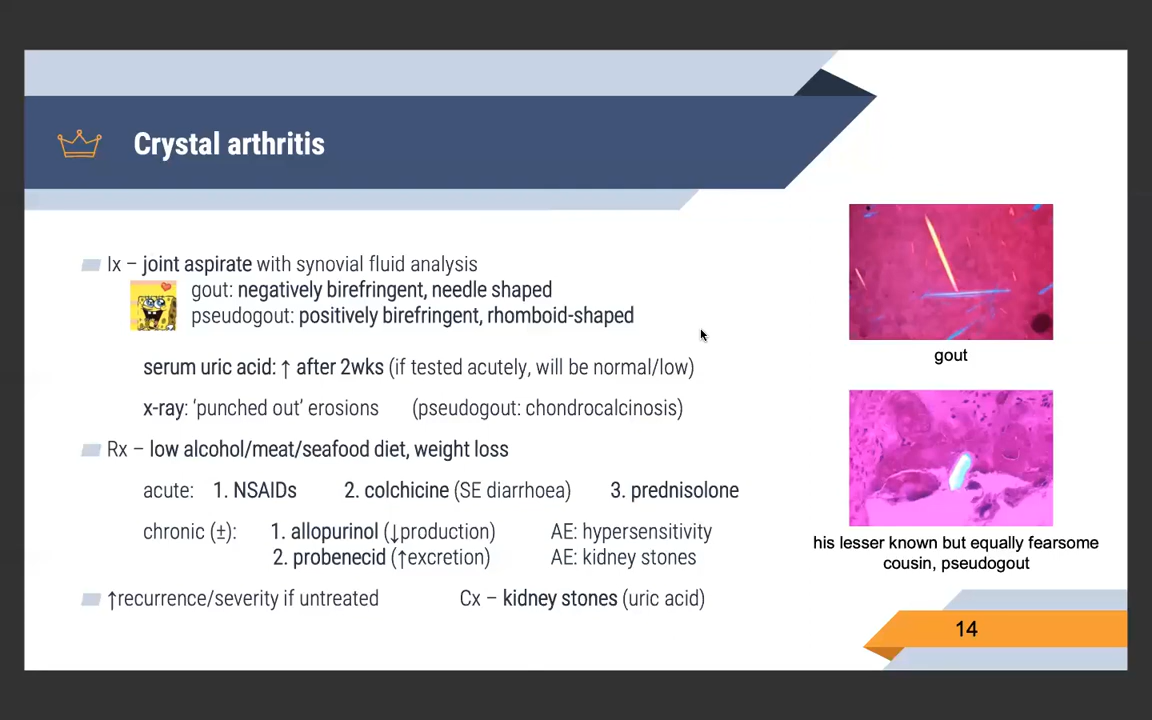 Crystal arthritis
Ix – joint aspirate with synovial fluid analysis
gout: negatively birefringent, needle shaped
pseudogout: positively birefringent, rhomboid-shaped
serum uric acid: ↑ after 2wks (if tested acutely, will be normal/low)
x-ray: ‘punched out’ erosions (pseudogout: chondrocalcinosis)
Rx – low alcohol/meat/seafood diet, weight loss
acute: 1. NSAIDs 2. colchicine (SE diarrhoea) 3. prednisolone
chronic (±): 1. allopurinol (↓production) AE: hypersensitivity
2. probenecid (↑excretion) AE: kidney stones
↑recurrence/severity if untreated Cx – kidney stones (uric acid)
gout
his lesser known but equally fearsome
cousin, pseudogout
14